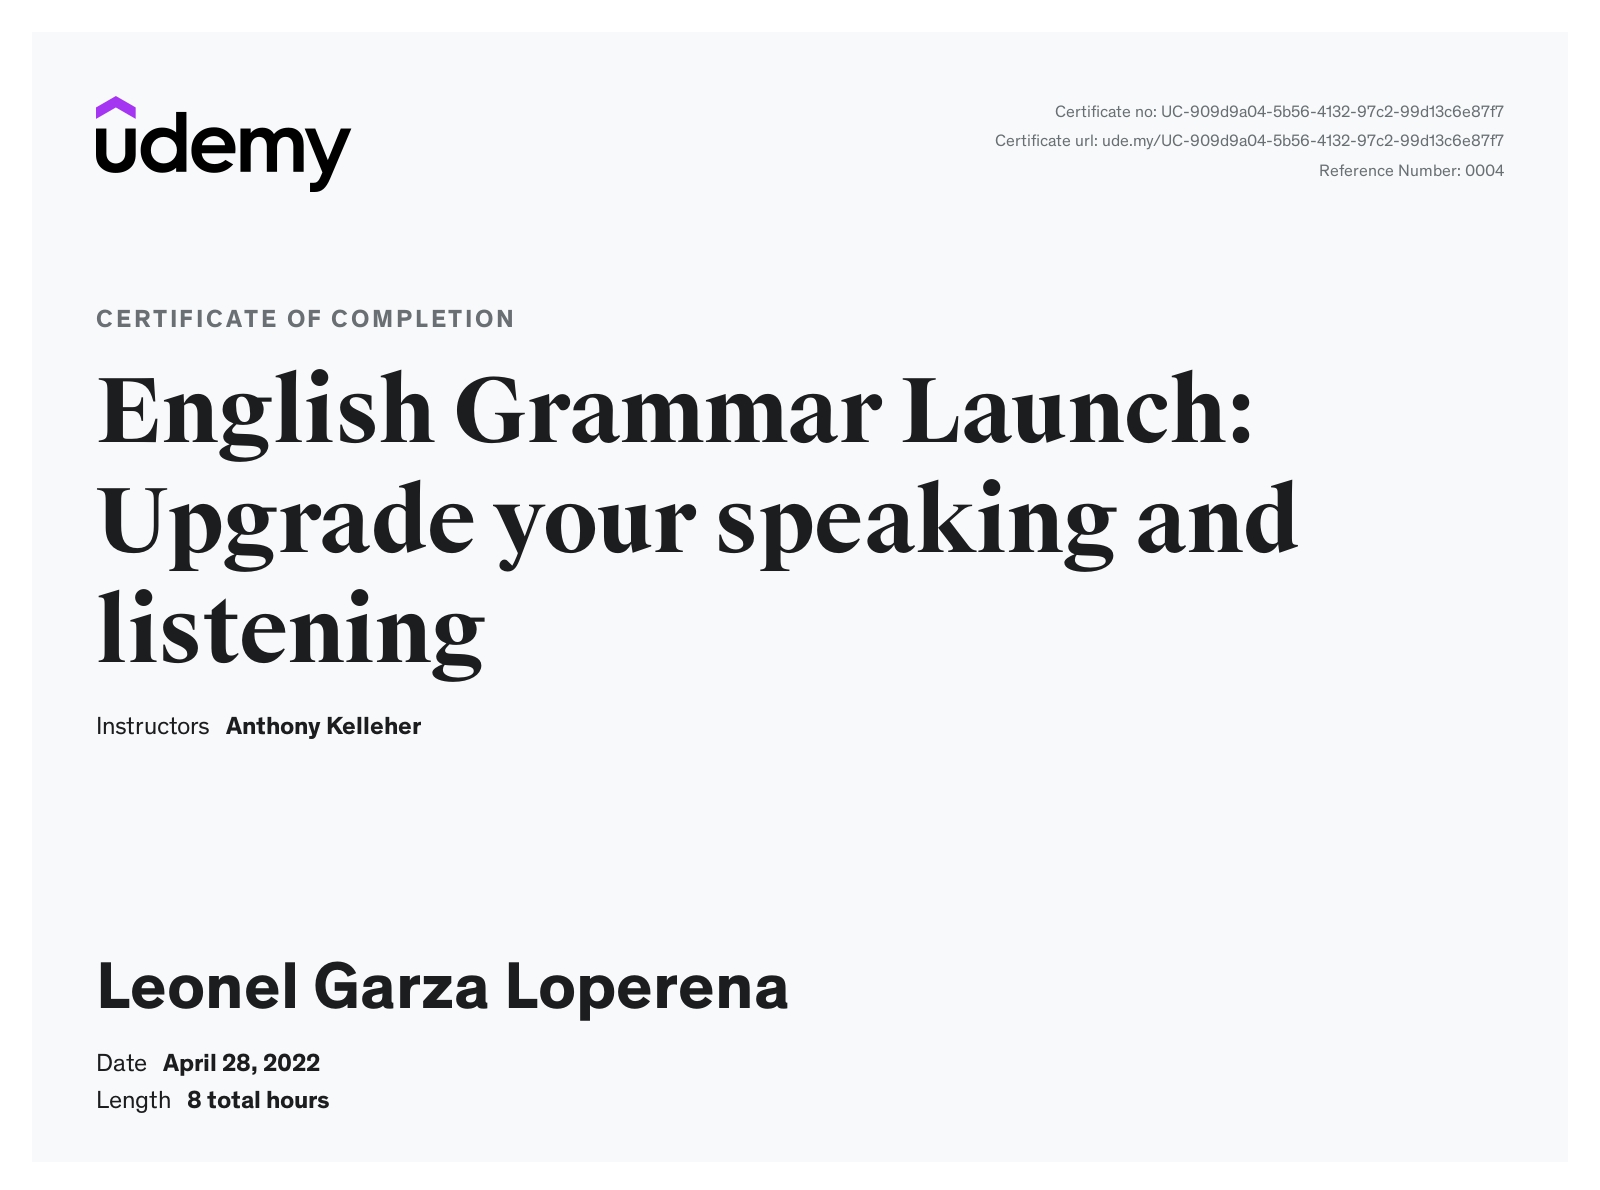 udemy
Certificate no: UC-909d9a04-5b56-4132-97c2-99d13c6e87f7
Certificate url: ude.my/UC-909d9a04-5b56-4132-97c2-99d13c6e87f7
Reference Number: 0004
CERTIFICATE OF COMPLETION
English Grammar Launch:
Upgrade your speaking and
listening
Instructors Anthony Kelleher
Leonel Garza Loperena
Date April 28, 2022
Length 8 total hours